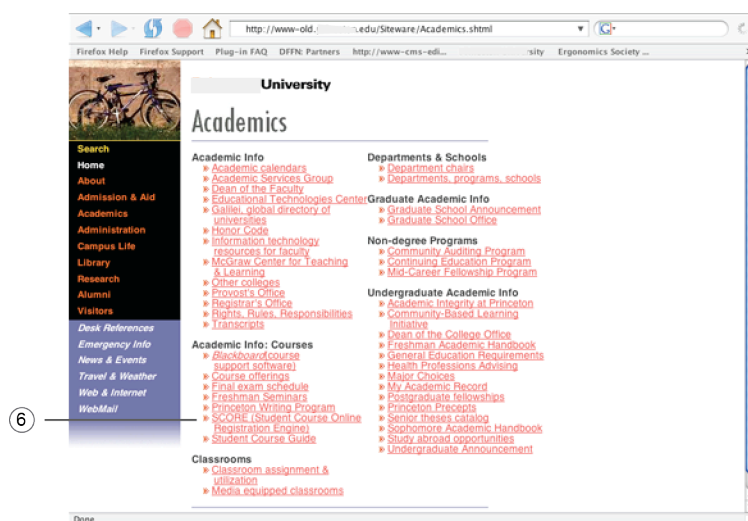 http://www-old. .edu/Siteware/Academics.shtml
G
Firefox Help Firefox Support Plug-in FAQ DFFN: Partners http://www-cms-edi... rsity Ergonomics Society ...
University
Academics
Search
Home
About
Admission & Aid
Academics
Administration
Campus Life
Library
Research
Alumni
Visitors
Desk References
Emergency Info
News & Events
Travel & Weather
Web & Internet
WebMail
Academic Info
Academic calendars
Academic Services Group
Dean of the Faculty
Educational Technologies Center
Galilei, global directory of
universities
Honor Code
Information technology
resources for faculty
McGraw Center for Teaching
& Learning
Other colleges
Provost's Office
Registrar's Office
Rights, Rules, Responsibilities
Transcripts
Academic Info: Courses
Blackboard(course
support software)
Course offerings
Final exam schedule
Freshman Seminars
Princeton Writing Program
SCORE (Student Course Online
Registration Engine)
Student Course Guide
Classrooms
Classroom assignment &
utilization
Media equipped classrooms
Departments & Schools
Department chairs
Departments, programs, schools
Graduate Academic Info
Graduate School Announcement
Graduate School Office
Non-degree Programs
Community Auditing Program
Continuing Education Program
Mid-Career Fellowship Program
Undergraduate Academic Info
Academic Integrity at Princeton
Community-Based Learning
Initiative
Dean of the College Office
Freshman Academic Handbook
General Education Requirements
Health Professions Advising
Major Choices
My Academic Record
Postgraduate fellowships
Princeton Precepts
Senior theses catalog
Sophomore Academic Handbook
Study abroad opportunities
Undergraduate Announcement
6
Done